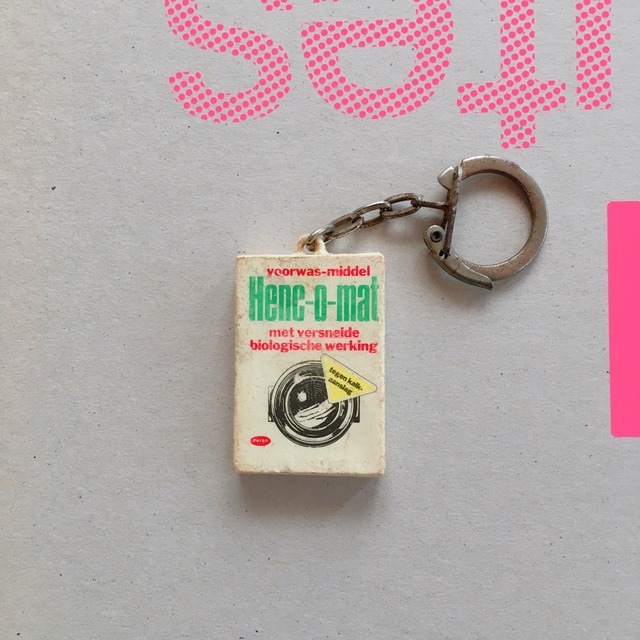 voorwas-middel
Henc-o-mat
met versnelde
biologische werking
tegen kalk-
aanslag